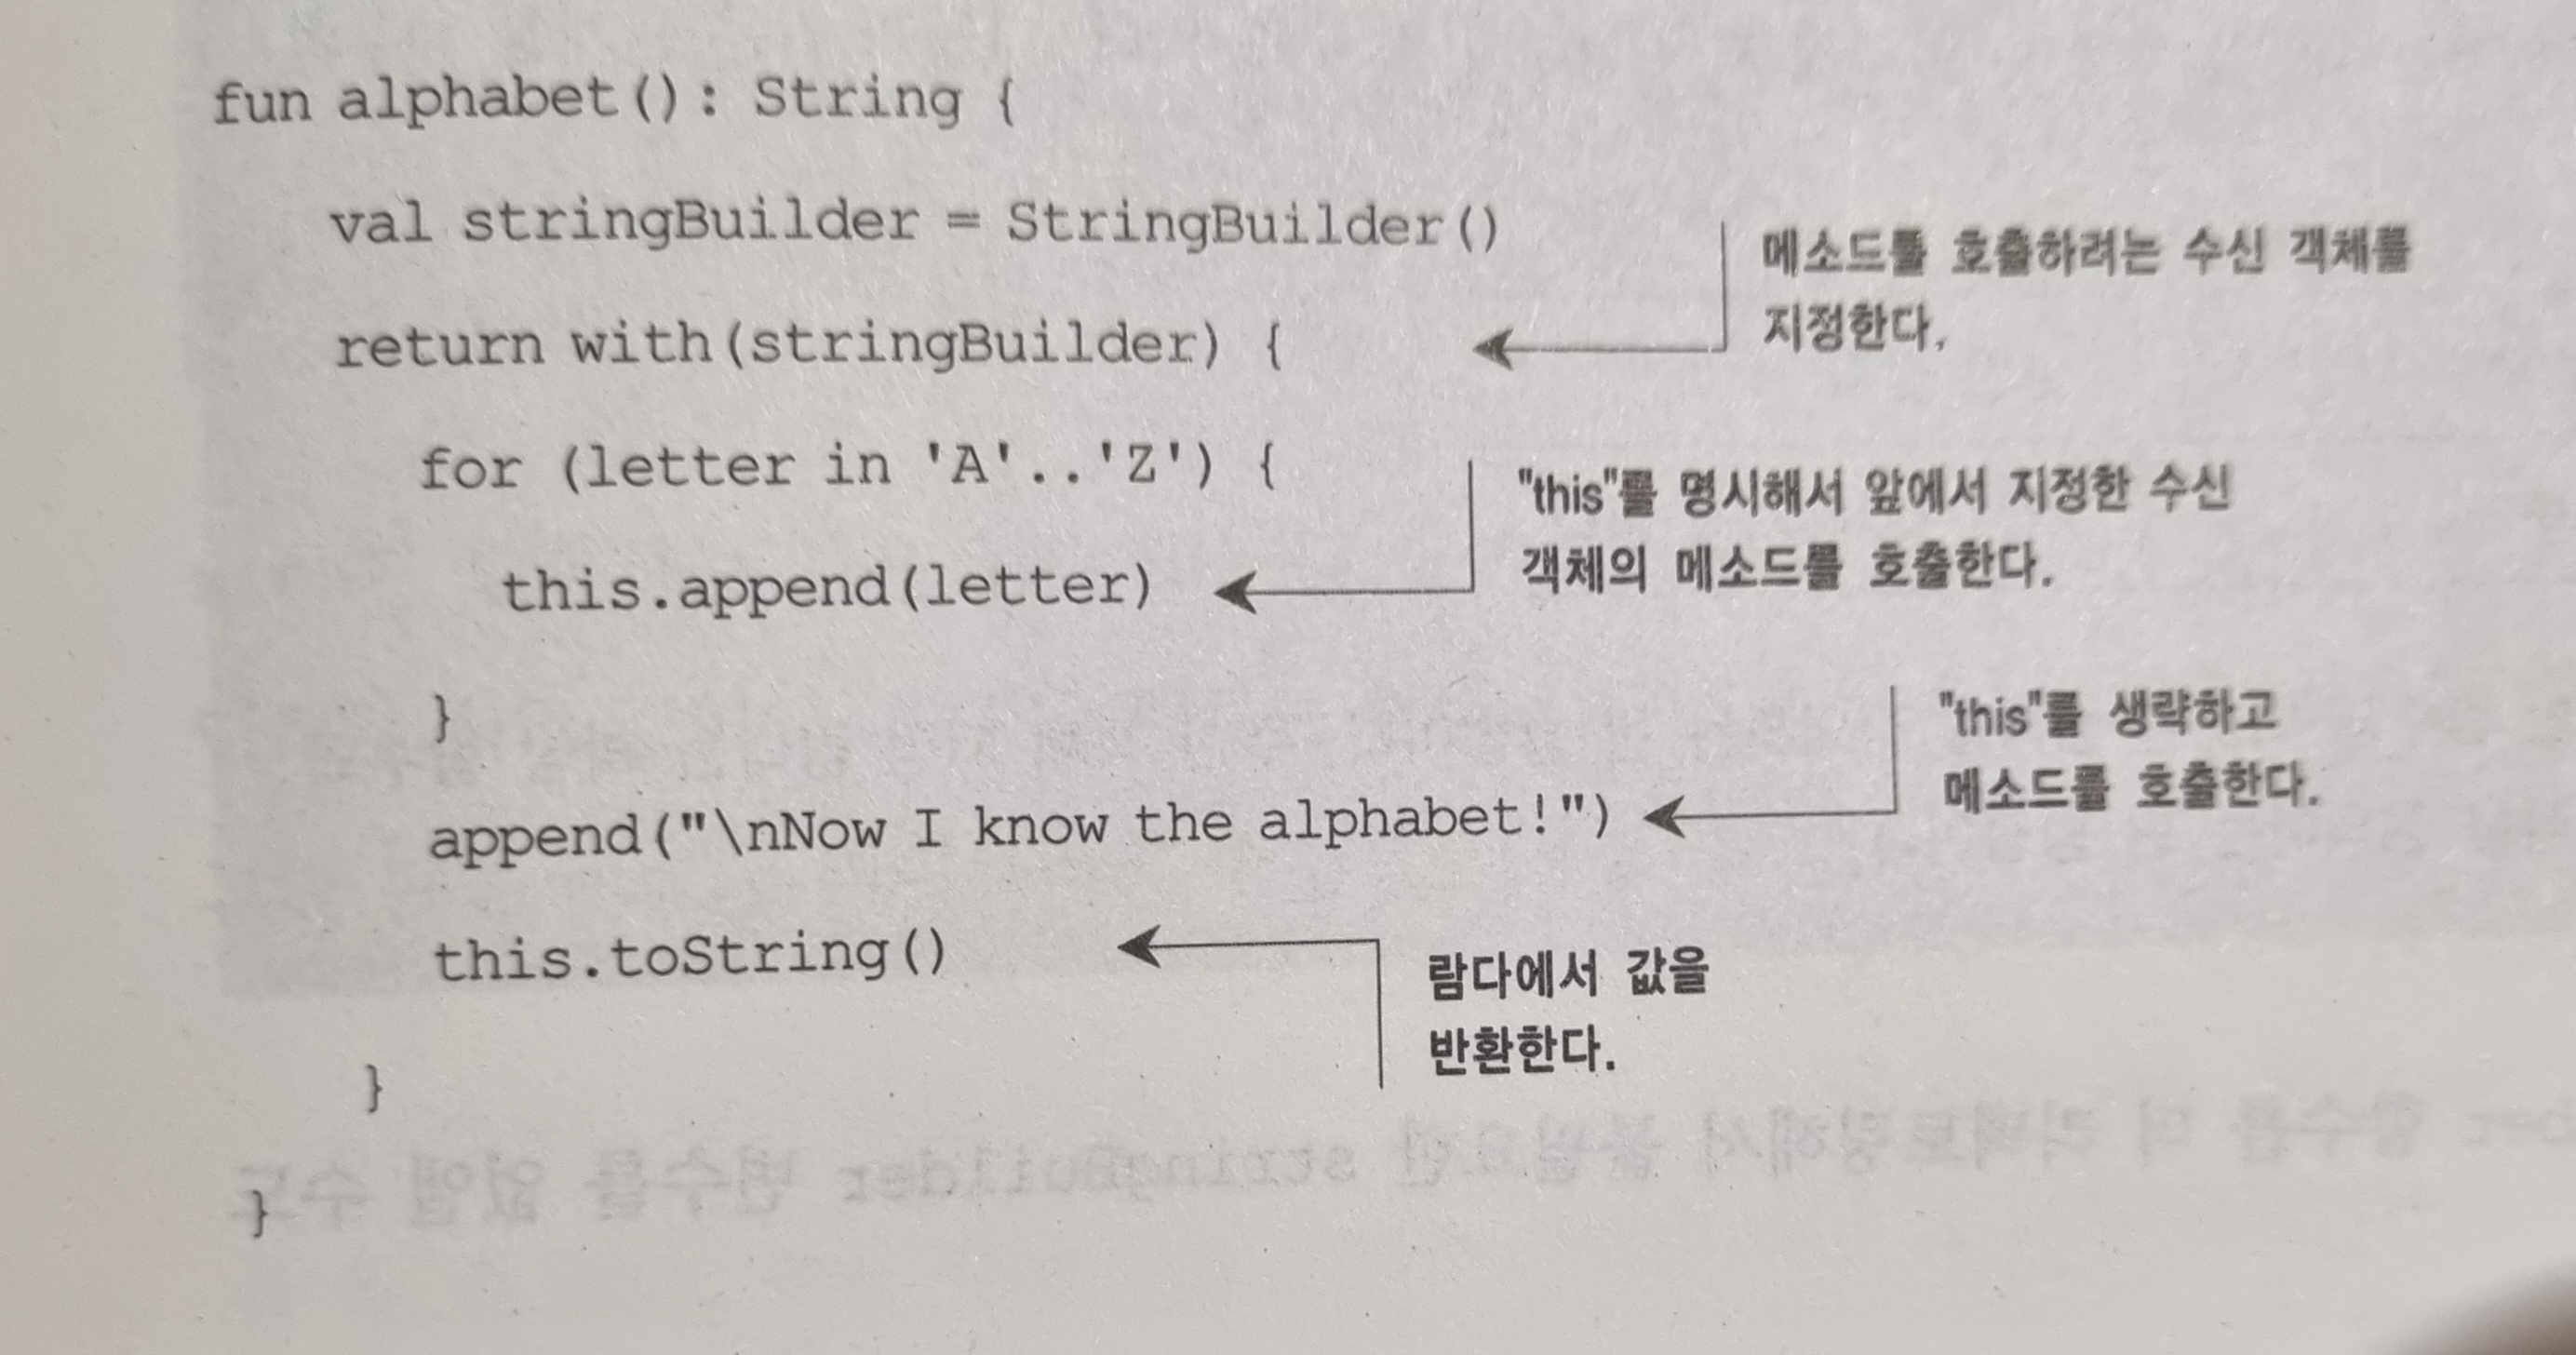 fun alphabet(): String {
val stringBuilder = StringBuilder()
메소드를 호출하려는 수신 객체를
지정한다.
return with(stringBuilder) {
for (letter in 'A'..'Z') {
"this"를 명시해서 앞에서 지정한 수신
객체의 메소드를 호출한다.
this.append(letter)
}
"this"를 생략하고
메소드를 호출한다.
append("\nNow I know the alphabet!")
this.toString()
람다에서 값을
반환한다.
}
}